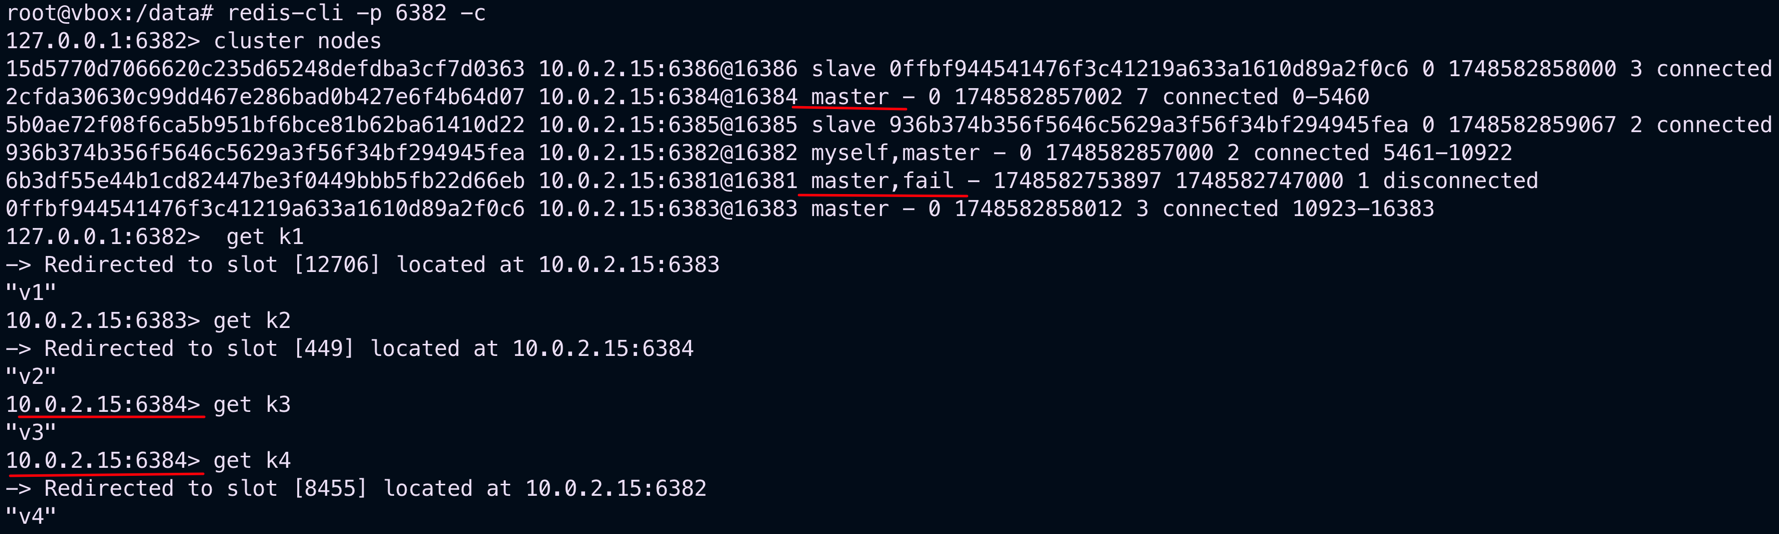 root@vbox:/data# redis-cli -p 6382 -c
127.0.0.1:6382> cluster nodes
15d5770d7066620c235d65248defdba3cf7d0363 10.0.2.15:6386@16386 slave 0ffbf944541476f3c41219a633a1610d89a2f0c6 0 1748582858000 3 connected
2cfda30630c99dd467e286bad0b427e6f4b64d07 10.0.2.15:6384@16384 master - 0 1748582857002 7 connected 0-5460
5b0ae72f08f6ca5b951bf6bce81b62ba61410d22 10.0.2.15:6385@16385 slave 936b374b356f5646c5629a3f56f34bf294945fea 0 1748582859067 2 connected
936b374b356f5646c5629a3f56f34bf294945fea 10.0.2.15:6382@16382 myself,master - 0 1748582857000 2 connected 5461-10922
6b3df55e44b1cd82447be3f0449bbb5fb22d66eb 10.0.2.15:6381@16381 master,fail - 1748582753897 1748582747000 1 disconnected
0ffbf944541476f3c41219a633a1610d89a2f0c6 10.0.2.15:6383@16383 master - 0 1748582858012 3 connected 10923-16383
127.0.0.1:6382>  get k1
-> Redirected to slot [12706] located at 10.0.2.15:6383
"v1"
10.0.2.15:6383> get k2
-> Redirected to slot [449] located at 10.0.2.15:6384
"v2"
10.0.2.15:6384> get k3
"v3"
10.0.2.15:6384> get k4
-> Redirected to slot [8455] located at 10.0.2.15:6382
"v4"